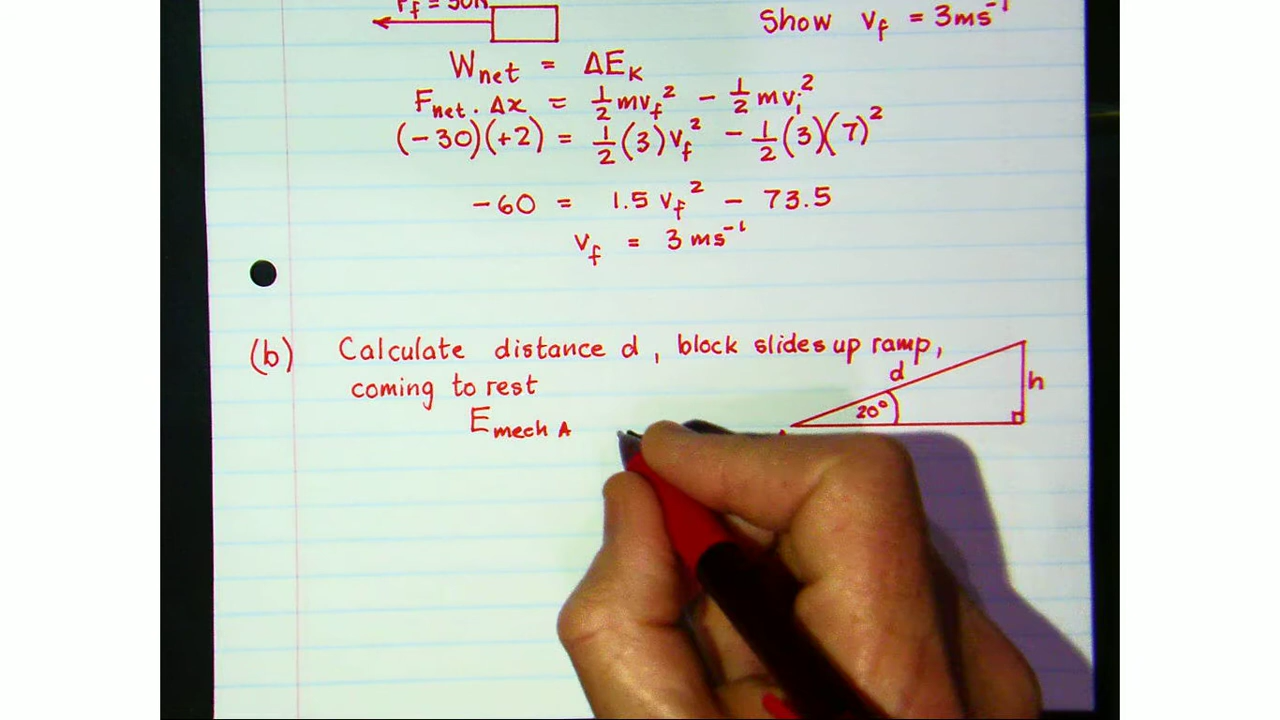 Show v_f = 3ms⁻¹
W_net = ΔE_K
F_net . Δx = ½mv_f² − ½mv_i²
(−30)(+2) = ½(3)v_f² − ½(3)(7)²
−60 = 1.5 v_f² − 73.5
v_f = 3 ms⁻¹
(b) Calculate distance d, block slides up ramp,
coming to rest
d
h
20°
E_mech A